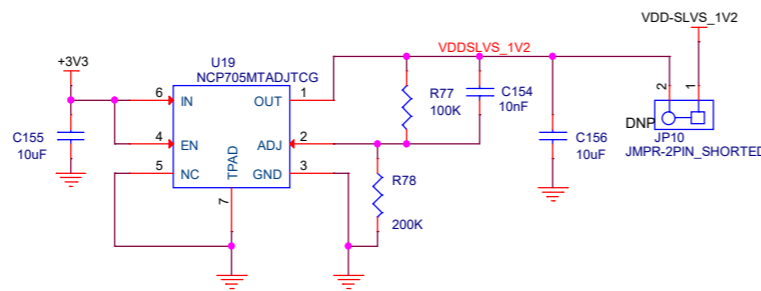 VDD-SLVS_1V2
+3V3
U19
NCP705MTADJTCG
VDDSLVS_1V2
6
IN
OUT
1
R77
100K
C154
10nF
2
1
C155
10uF
4
EN
ADJ
2
DNP
JP10
JMPR-2PIN_SHORTED
C156
10uF
5
NC
TPAD
GND
3
7
R78
200K